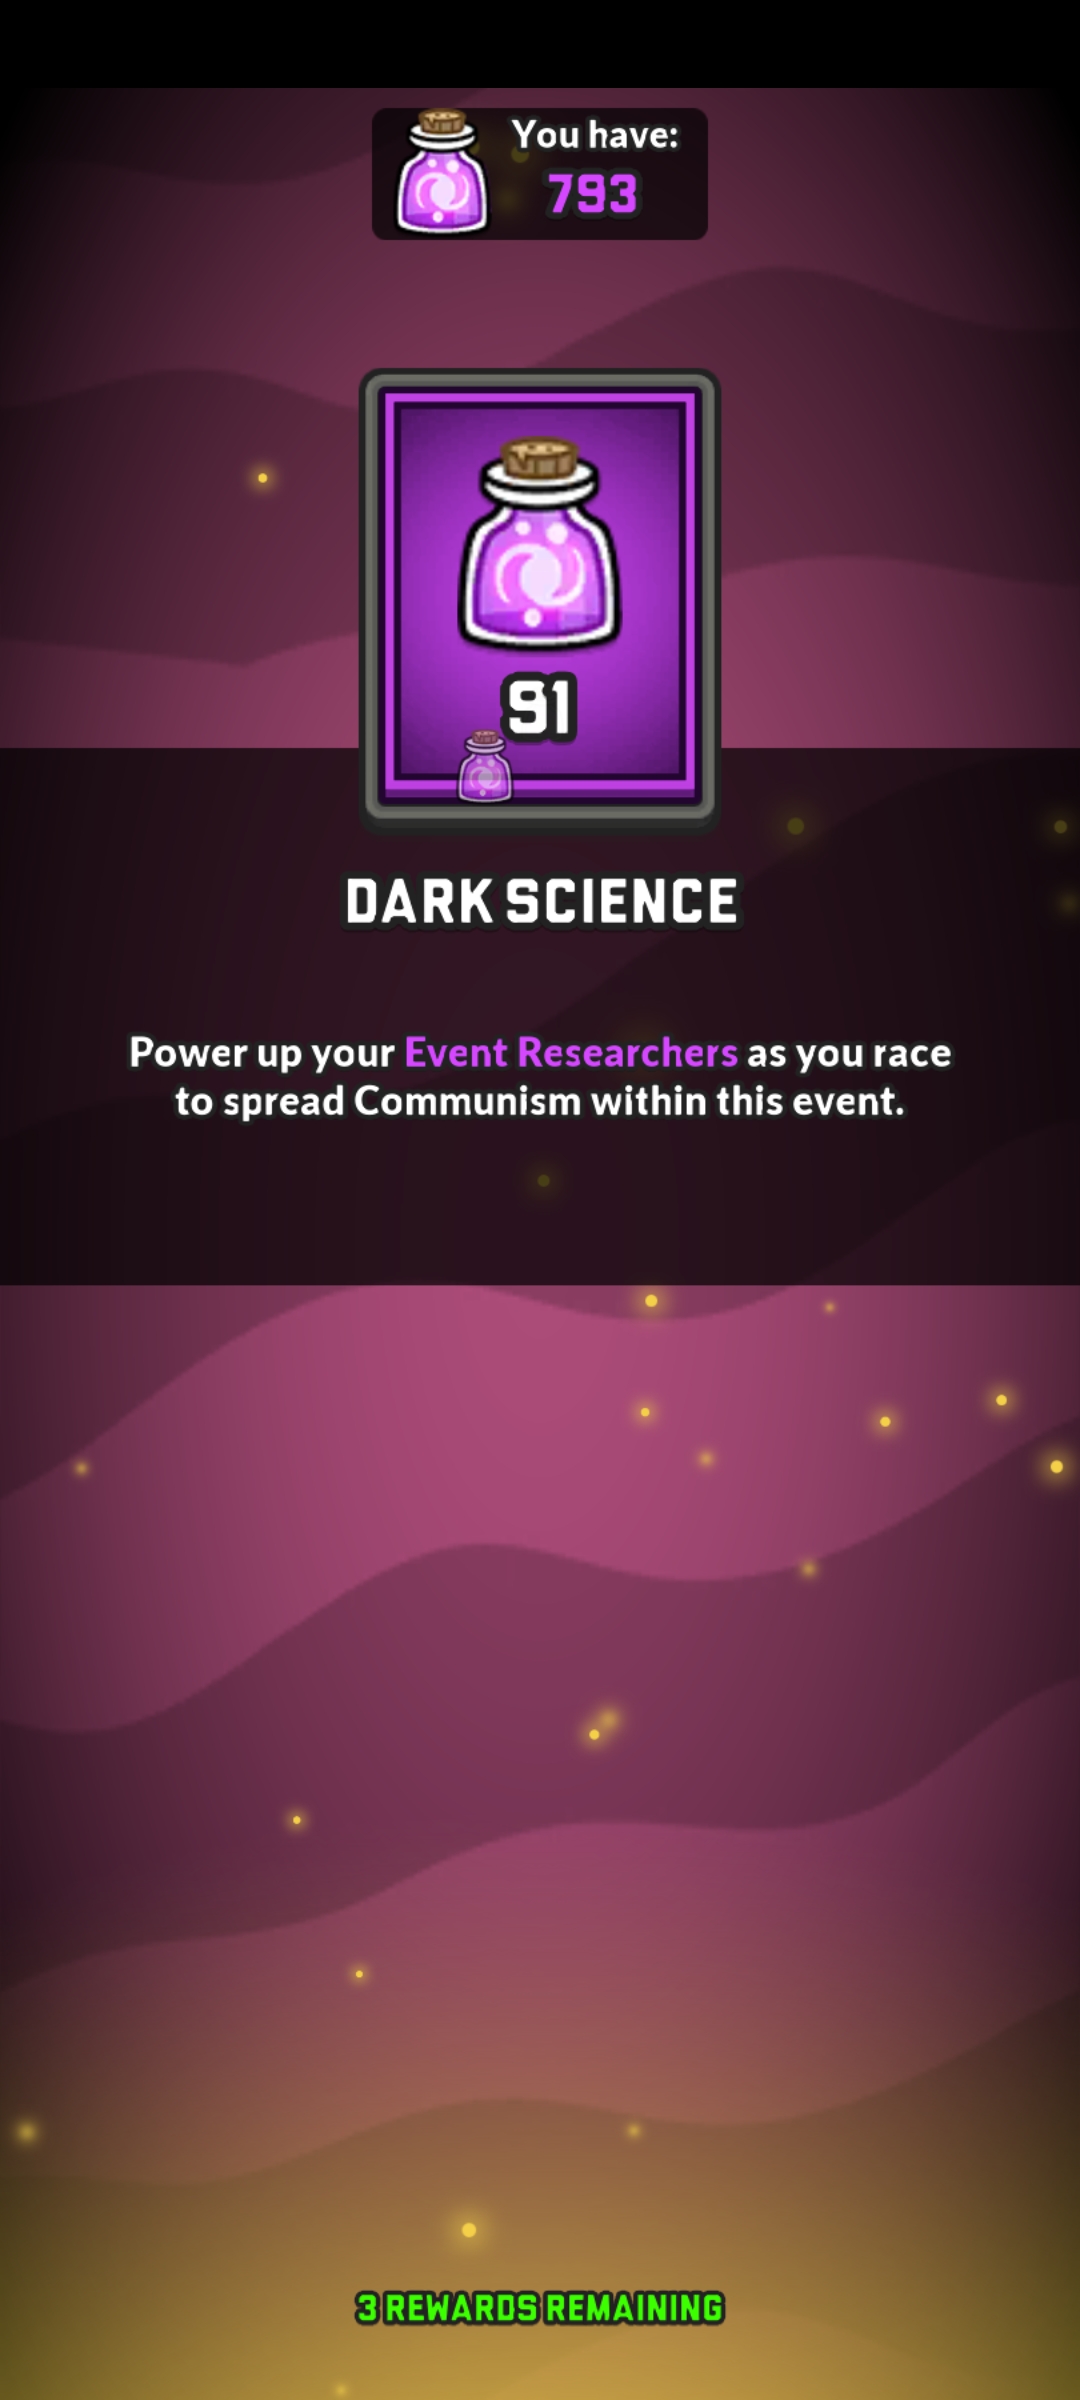 You have:
793
91
DARK SCIENCE
Power up your Event Researchers as you race
to spread Communism within this event.
3 REWARDS REMAINING